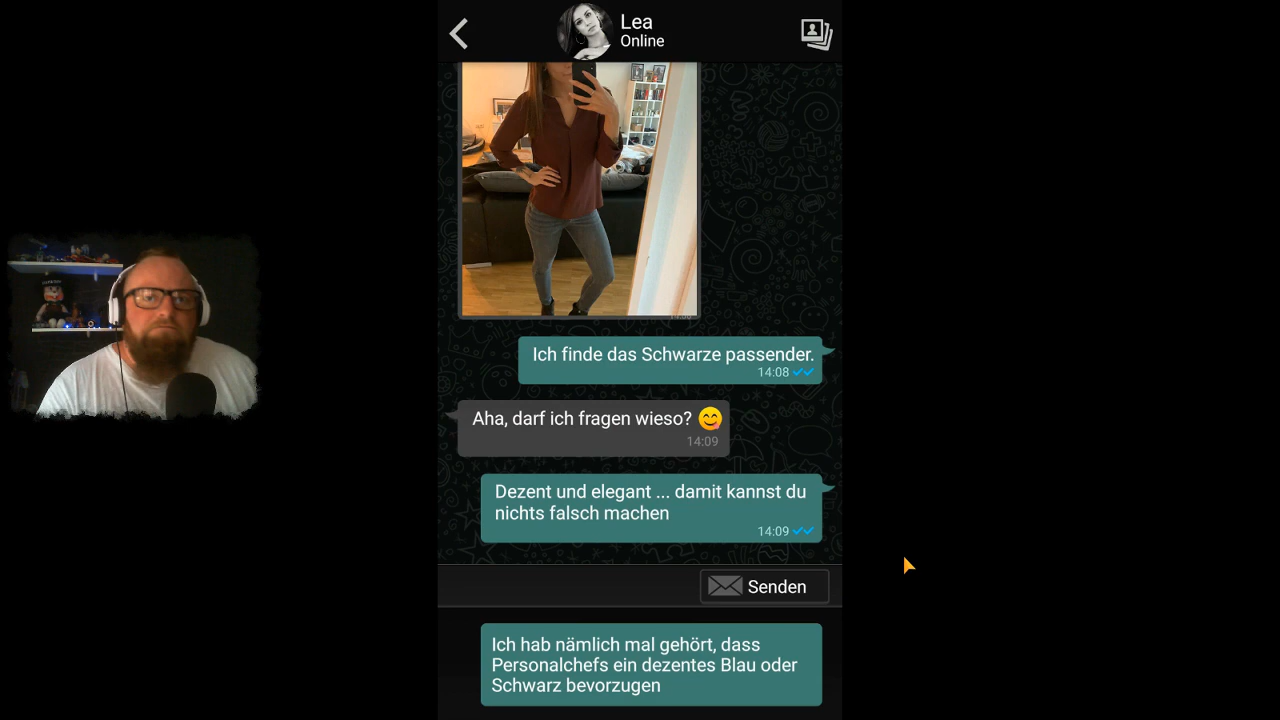 Lea
Online
Ich finde das Schwarze passender.
14:08
Aha, darf ich fragen wieso? 😋
14:09
Dezent und elegant ... damit kannst du
nichts falsch machen
14:09
Senden
Ich hab nämlich mal gehört, dass
Personalchefs ein dezentes Blau oder
Schwarz bevorzugen